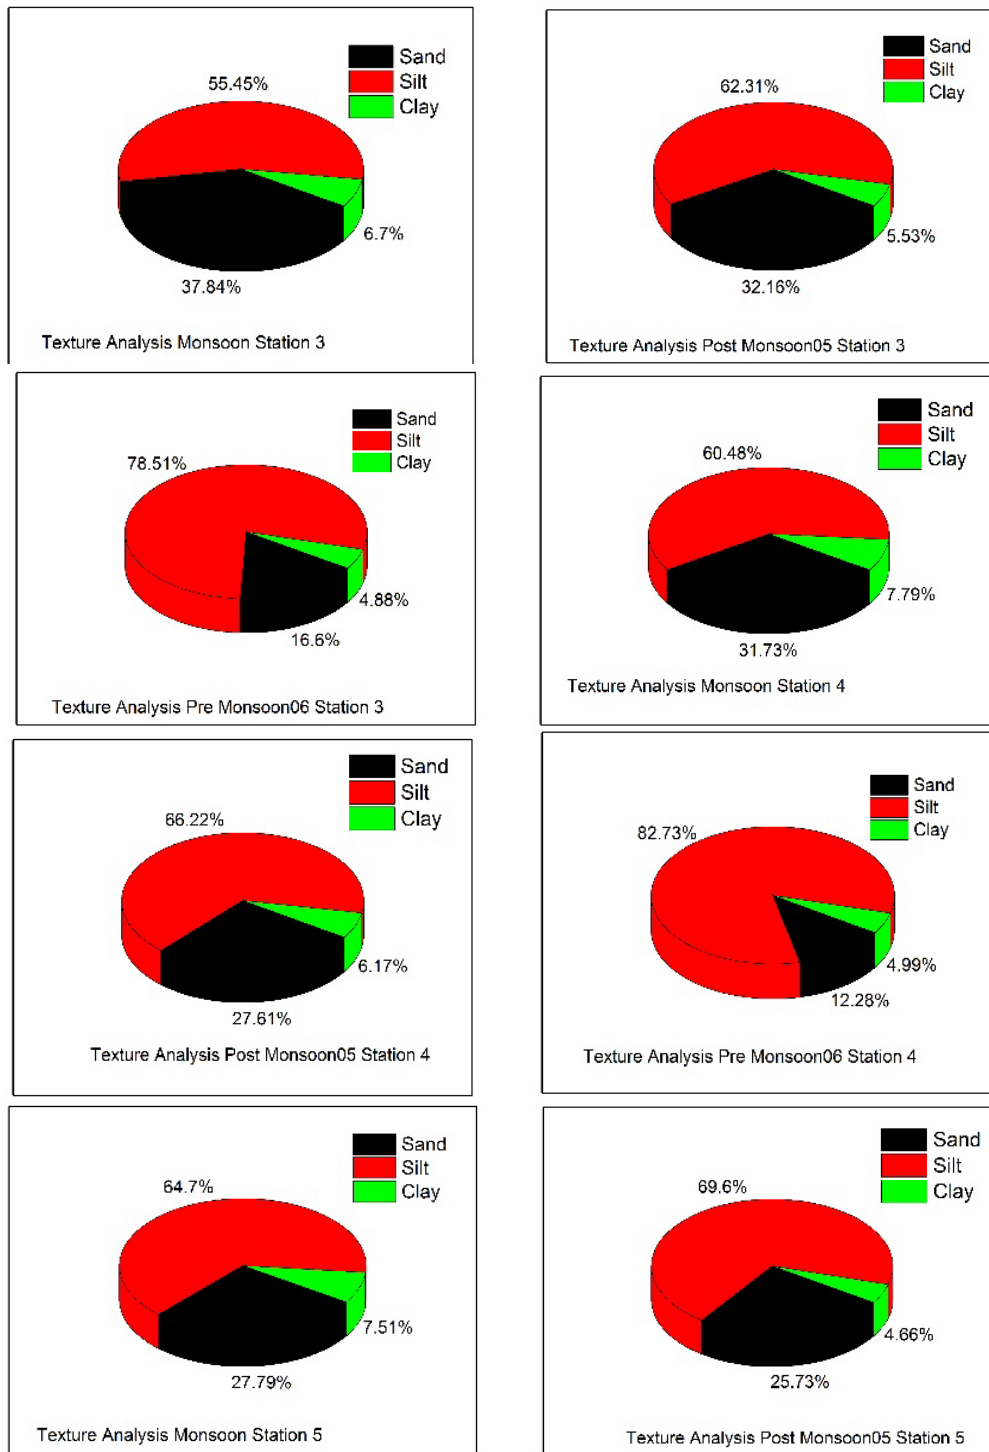 Sand
Silt
Clay
55.45%
6.7%
37.84%
Texture Analysis Monsoon Station 3
Sand
Silt
Clay
62.31%
5.53%
32.16%
Texture Analysis Post Monsoon05 Station 3
Sand
Silt
Clay
78.51%
4.88%
16.6%
Texture Analysis Pre Monsoon06 Station 3
Sand
Silt
Clay
60.48%
7.79%
31.73%
Texture Analysis Monsoon Station 4
Sand
Silt
Clay
66.22%
6.17%
27.61%
Texture Analysis Post Monsoon05 Station 4
Sand
Silt
Clay
82.73%
4.99%
12.28%
Texture Analysis Pre Monsoon06 Station 4
Sand
Silt
Clay
64.7%
7.51%
27.79%
Texture Analysis Monsoon Station 5
Sand
Silt
Clay
69.6%
4.66%
25.73%
Texture Analysis Post Monsoon05 Station 5